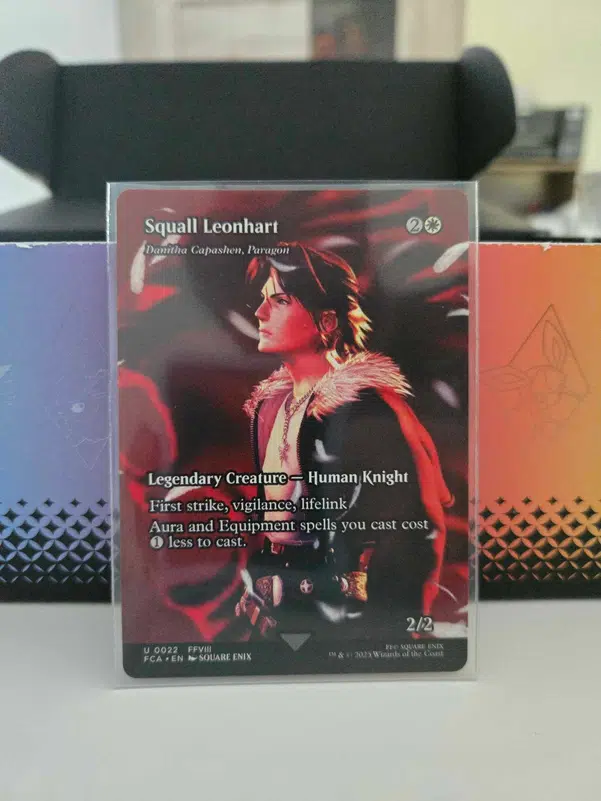 Squall Leonhart 2
Danitha Capashen, Paragon
Legendary Creature — Human Knight
First strike, vigilance, lifelink
Aura and Equipment spells you cast cost
1 less to cast.
2/2
U 0022 FFVIII
FCA • EN SQUARE ENIX
FF© SQUARE ENIX
™ & © 2025 Wizards of the Coast